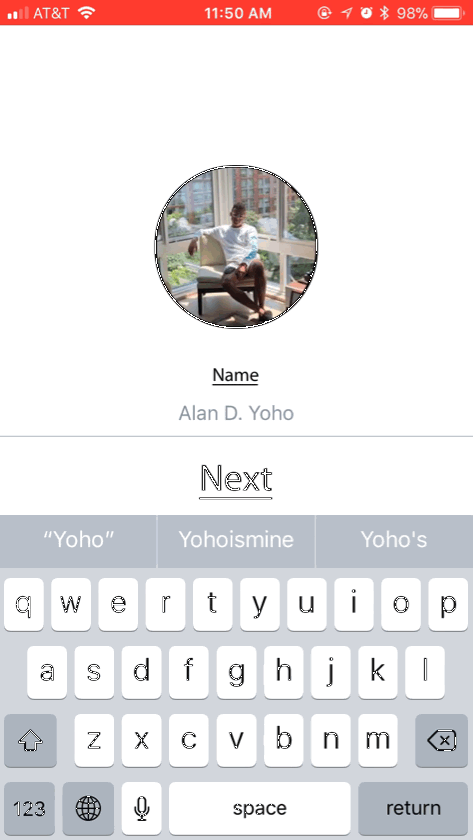 AT&T 11:50 AM 98%
Name
Alan D. Yoho
Next
“Yoho” Yohoismine Yoho's
q w e r t y u i o p
a s d f g h j k l
z x c v b n m
123 space return